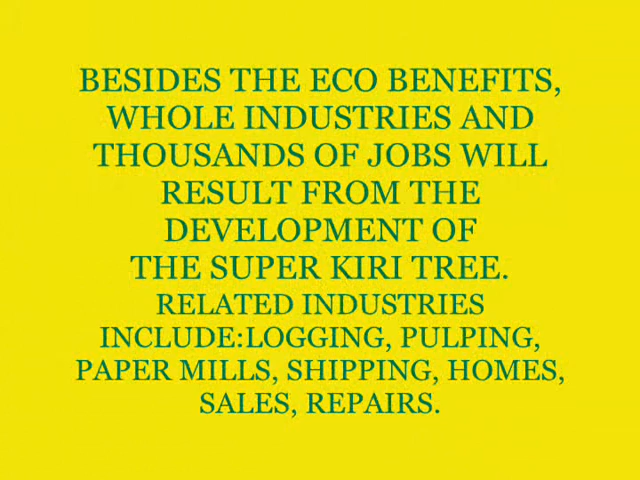 BESIDES THE ECO BENEFITS,
WHOLE INDUSTRIES AND
THOUSANDS OF JOBS WILL
RESULT FROM THE
DEVELOPMENT OF
THE SUPER KIRI TREE.
RELATED INDUSTRIES
INCLUDE:LOGGING, PULPING,
PAPER MILLS, SHIPPING, HOMES,
SALES, REPAIRS.